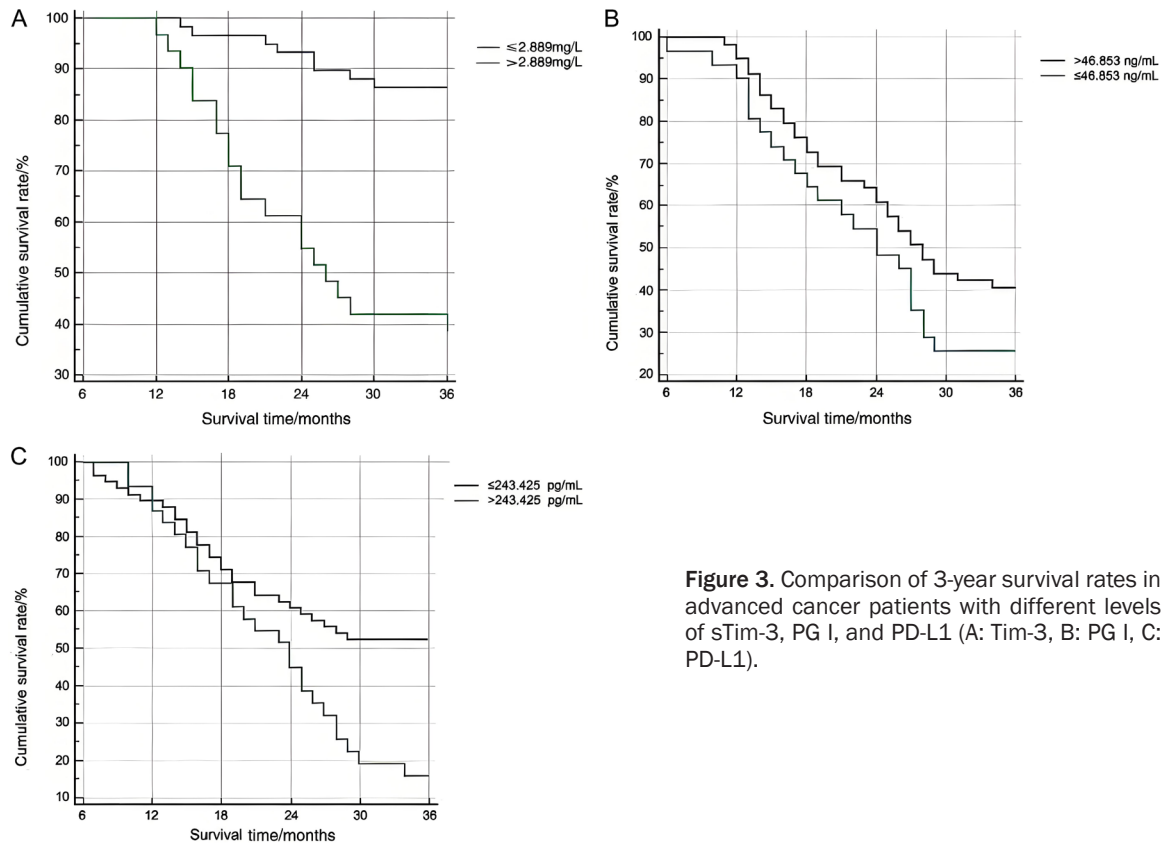 A
100
90
80
70
60
50
40
30
6 12 18 24 30 36
Cumulative survival rate/%
Survival time/months
≤2.889mg/L
>2.889mg/L
B
100
90
80
70
60
50
40
30
20
6 12 18 24 30 36
Cumulative survival rate/%
Survival time/months
>46.853 ng/mL
≤46.853 ng/mL
C
100
90
80
70
60
50
40
30
20
10
6 12 18 24 30 36
Cumulative survival rate/%
Survival time/months
≤243.425 pg/mL
>243.425 pg/mL
Figure 3. Comparison of 3-year survival rates in
advanced cancer patients with different levels
of sTim-3, PG I, and PD-L1 (A: Tim-3, B: PG I, C:
PD-L1).